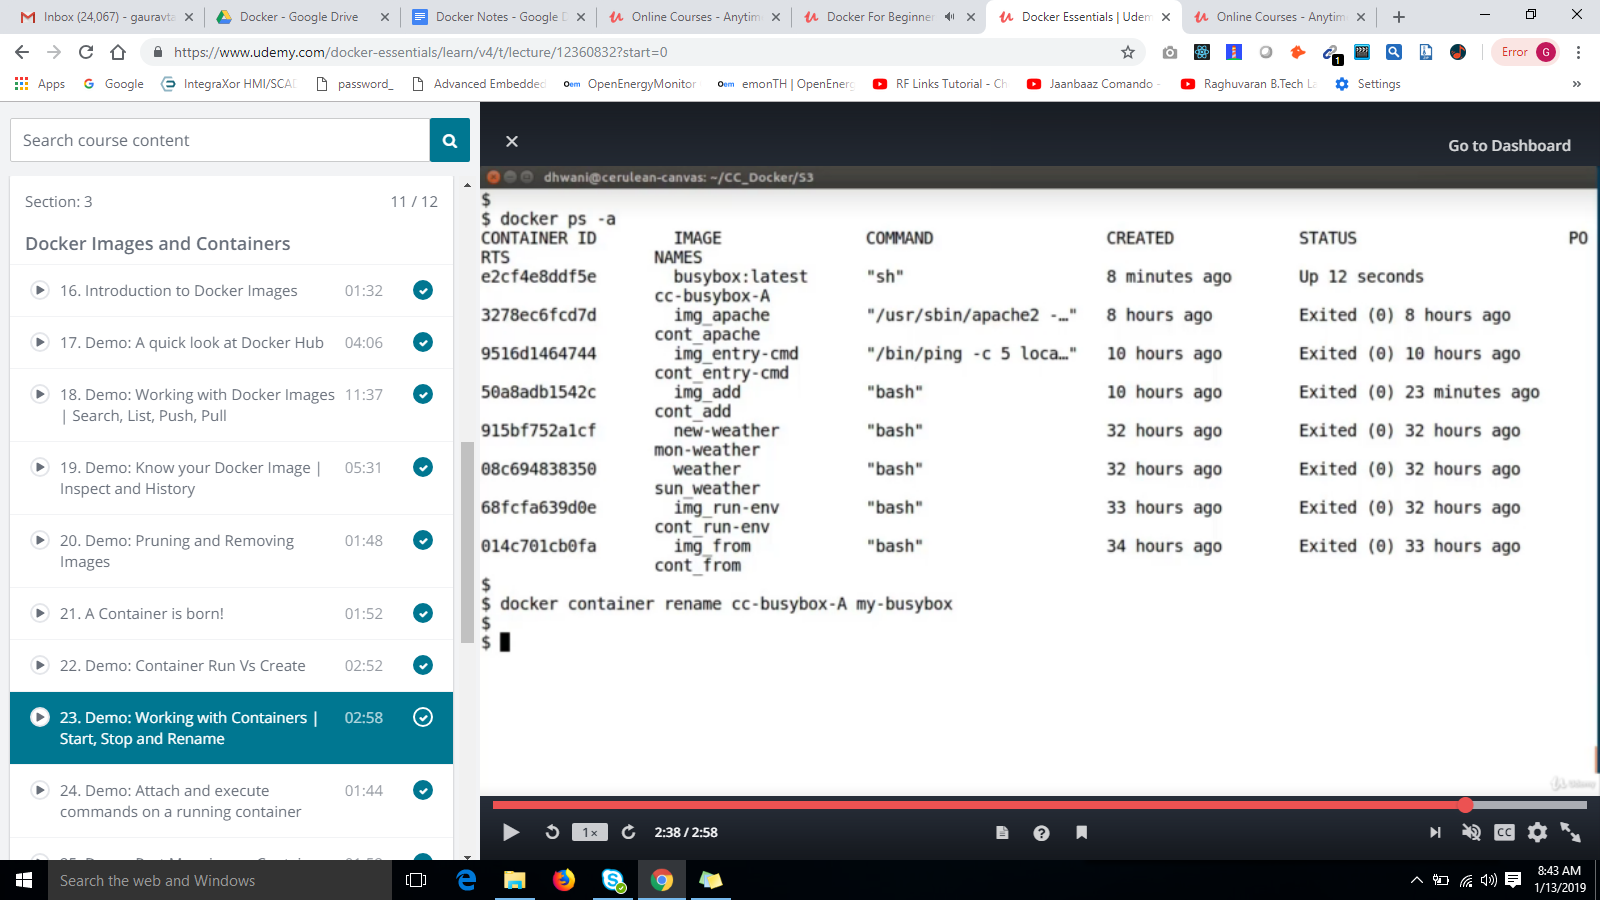 Inbox (24,067) - gauravta
Docker - Google Drive
Docker Notes - Google D
Online Courses - Anytim
Docker For Beginner
Docker Essentials | Udem
Online Courses - Anytim
https://www.udemy.com/docker-essentials/learn/v4/t/lecture/12360832?start=0
1
Error
G
Apps
Google
IntegraXor HMI/SCAD
password_
Advanced Embedded
Oem
OpenEnergyMonitor
Oem
emonTH | OpenEnerg
RF Links Tutorial - Ch
Jaanbaaz Comando -
Raghuvaran B.Tech La
Settings
»
Search course content
Go to Dashboard
Section: 3
11 / 12
Docker Images and Containers
16. Introduction to Docker Images
01:32
17. Demo: A quick look at Docker Hub
04:06
18. Demo: Working with Docker Images
11:37
| Search, List, Push, Pull
19. Demo: Know your Docker Image |
05:31
Inspect and History
20. Demo: Pruning and Removing
01:48
Images
21. A Container is born!
01:52
22. Demo: Container Run Vs Create
02:52
23. Demo: Working with Containers |
02:58
Start, Stop and Rename
24. Demo: Attach and execute
01:44
commands on a running container
dhwani@cerulean-canvas: ~/CC_Docker/S3
$
$ docker ps -a
CONTAINER ID IMAGE COMMAND CREATED STATUS PO
RTS NAMES
e2cf4e8ddf5e busybox:latest "sh" 8 minutes ago Up 12 seconds
cc-busybox-A
3278ec6fcd7d img_apache "/usr/sbin/apache2 -…" 8 hours ago Exited (0) 8 hours ago
cont_apache
9516d1464744 img_entry-cmd "/bin/ping -c 5 loca…" 10 hours ago Exited (0) 10 hours ago
cont_entry-cmd
50a8adb1542c img_add "bash" 10 hours ago Exited (0) 23 minutes ago
cont_add
915bf752a1cf new-weather "bash" 32 hours ago Exited (0) 32 hours ago
mon-weather
08c694838350 weather "bash" 32 hours ago Exited (0) 32 hours ago
sun_weather
68fcfa639d0e img_run-env "bash" 33 hours ago Exited (0) 32 hours ago
cont_run-env
014c701cb0fa img_from "bash" 34 hours ago Exited (0) 33 hours ago
cont_from
$
$ docker container rename cc-busybox-A my-busybox
$
$
Udemy
1×
2:38 / 2:58
CC
Search the web and Windows
8:43 AM
1/13/2019